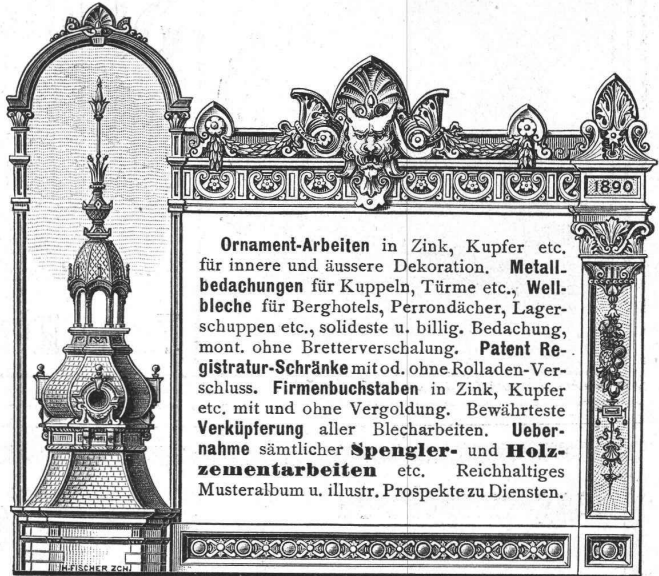 1890
Ornament-Arbeiten in Zink, Kupfer etc.
für innere und äussere Dekoration. Metall-
bedachungen für Kuppeln, Türme etc., Well-
bleche für Berghotels, Perrondächer, Lager-
schuppen etc., solideste u. billig. Bedachung,
mont. ohne Bretterverschalung. Patent Re-
gistratur-Schränke mit od. ohne Rolladen-Ver-
schluss. Firmenbuchstaben in Zink, Kupfer
etc. mit und ohne Vergoldung. Bewährteste
Verküpferung aller Blecharbeiten. Ueber-
nahme sämtlicher Spengler- und Holz-
zementarbeiten etc. Reichhaltiges
Musteralbum u. illustr. Prospekte zu Diensten.
H. FISCHER ZCH.